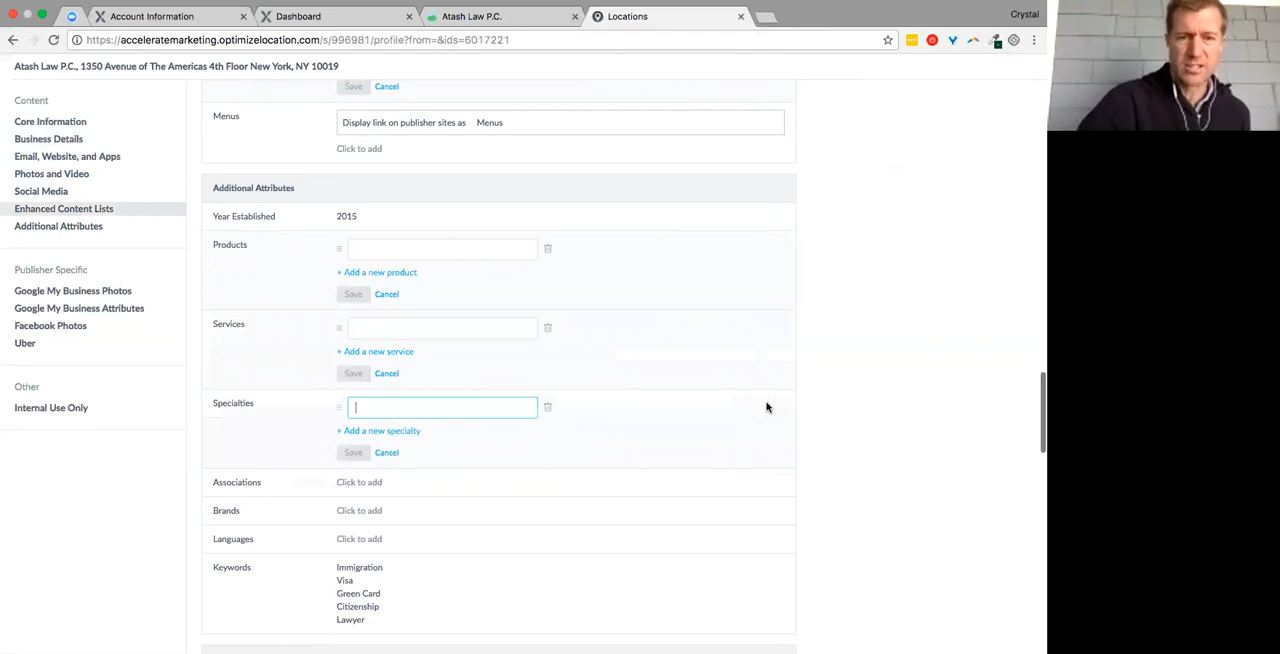 Account Information
Dashboard
Atash Law P.C.
Locations
Crystal
https://acceleratemarketing.optimizelocation.com/s/996981/profile?from=&ids=6017221
Atash Law P.C., 1350 Avenue of The Americas 4th Floor New York, NY 10019
Content
Core Information
Business Details
Email, Website, and Apps
Photos and Video
Social Media
Enhanced Content Lists
Additional Attributes
Publisher Specific
Google My Business Photos
Google My Business Attributes
Facebook Photos
Uber
Other
Internal Use Only
Save Cancel
Menus
Display link on publisher sites as Menus
Click to add
Additional Attributes
Year Established 2015
Products
+ Add a new product
Save Cancel
Services
+ Add a new service
Save Cancel
Specialties
+ Add a new specialty
Save Cancel
Associations Click to add
Brands Click to add
Languages Click to add
Keywords Immigration
Visa
Green Card
Citizenship
Lawyer